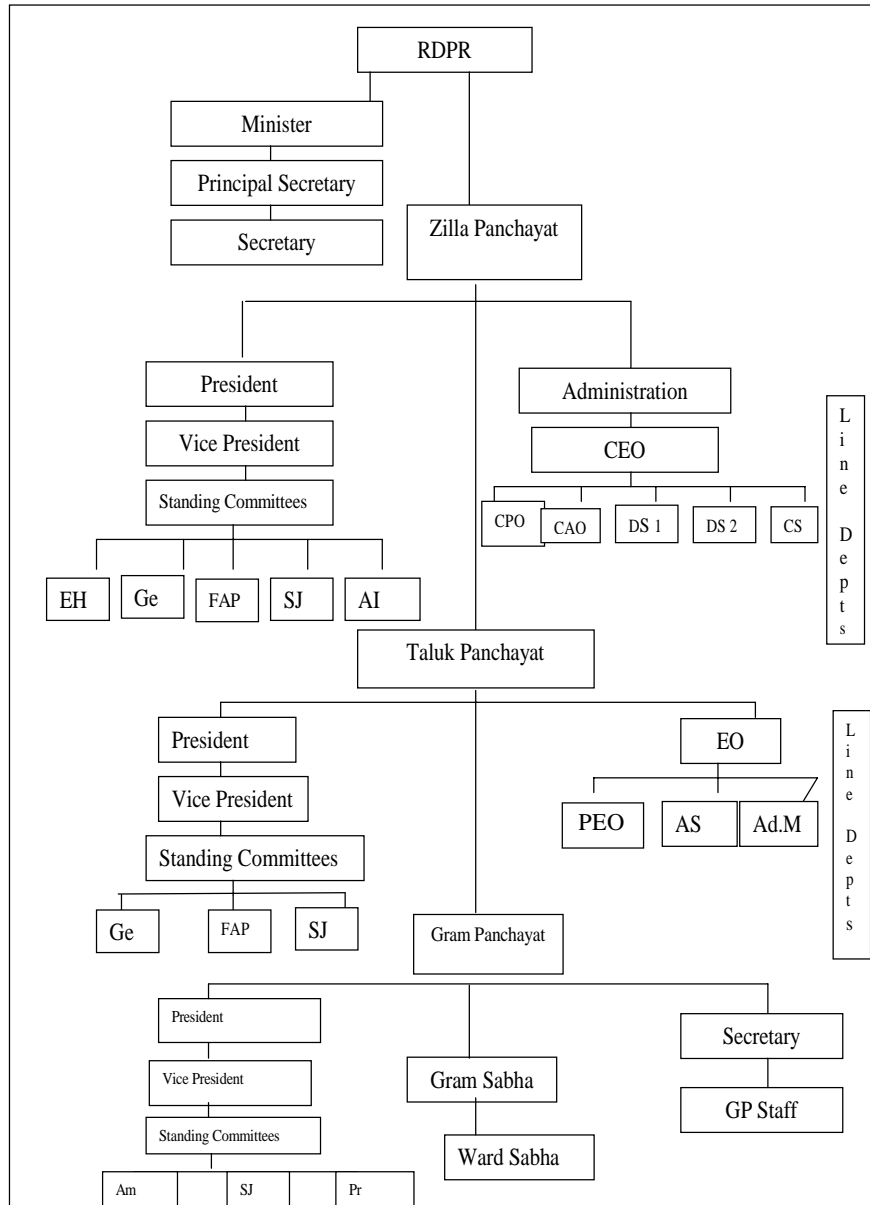 RDPR
Minister
Principal Secretary
Secretary
Zilla Panchayat
President
Vice President
Standing Committees
EH
Ge
FAP
SJ
AI
Administration
CEO
CPO
CAO
DS 1
DS 2
CS
Line Depts
Taluk Panchayat
President
Vice President
Standing Committees
Ge
FAP
SJ
EO
PEO
AS
Ad.M
Line Depts
Gram Panchayat
President
Vice President
Standing Committees
Am
SJ
Pr
Gram Sabha
Ward Sabha
Secretary
GP Staff